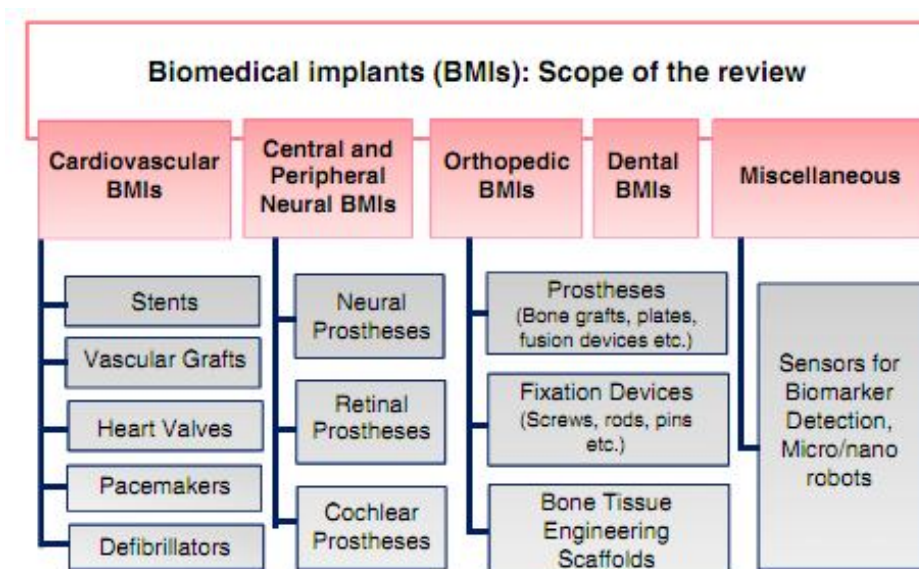 Biomedical implants (BMIs): Scope of the review
Cardiovascular
BMIs
Central and
Peripheral
Neural BMIs
Orthopedic
BMIs
Dental
BMIs
Miscellaneous
Stents
Vascular Grafts
Heart Valves
Pacemakers
Defibrillators
Neural
Prostheses
Retinal
Prostheses
Cochlear
Prostheses
Prostheses
(Bone grafts, plates,
fusion devices etc.)
Fixation Devices
(Screws, rods, pins
etc.)
Bone Tissue
Engineering
Scaffolds
Sensors for
Biomarker
Detection,
Micro/nano
robots